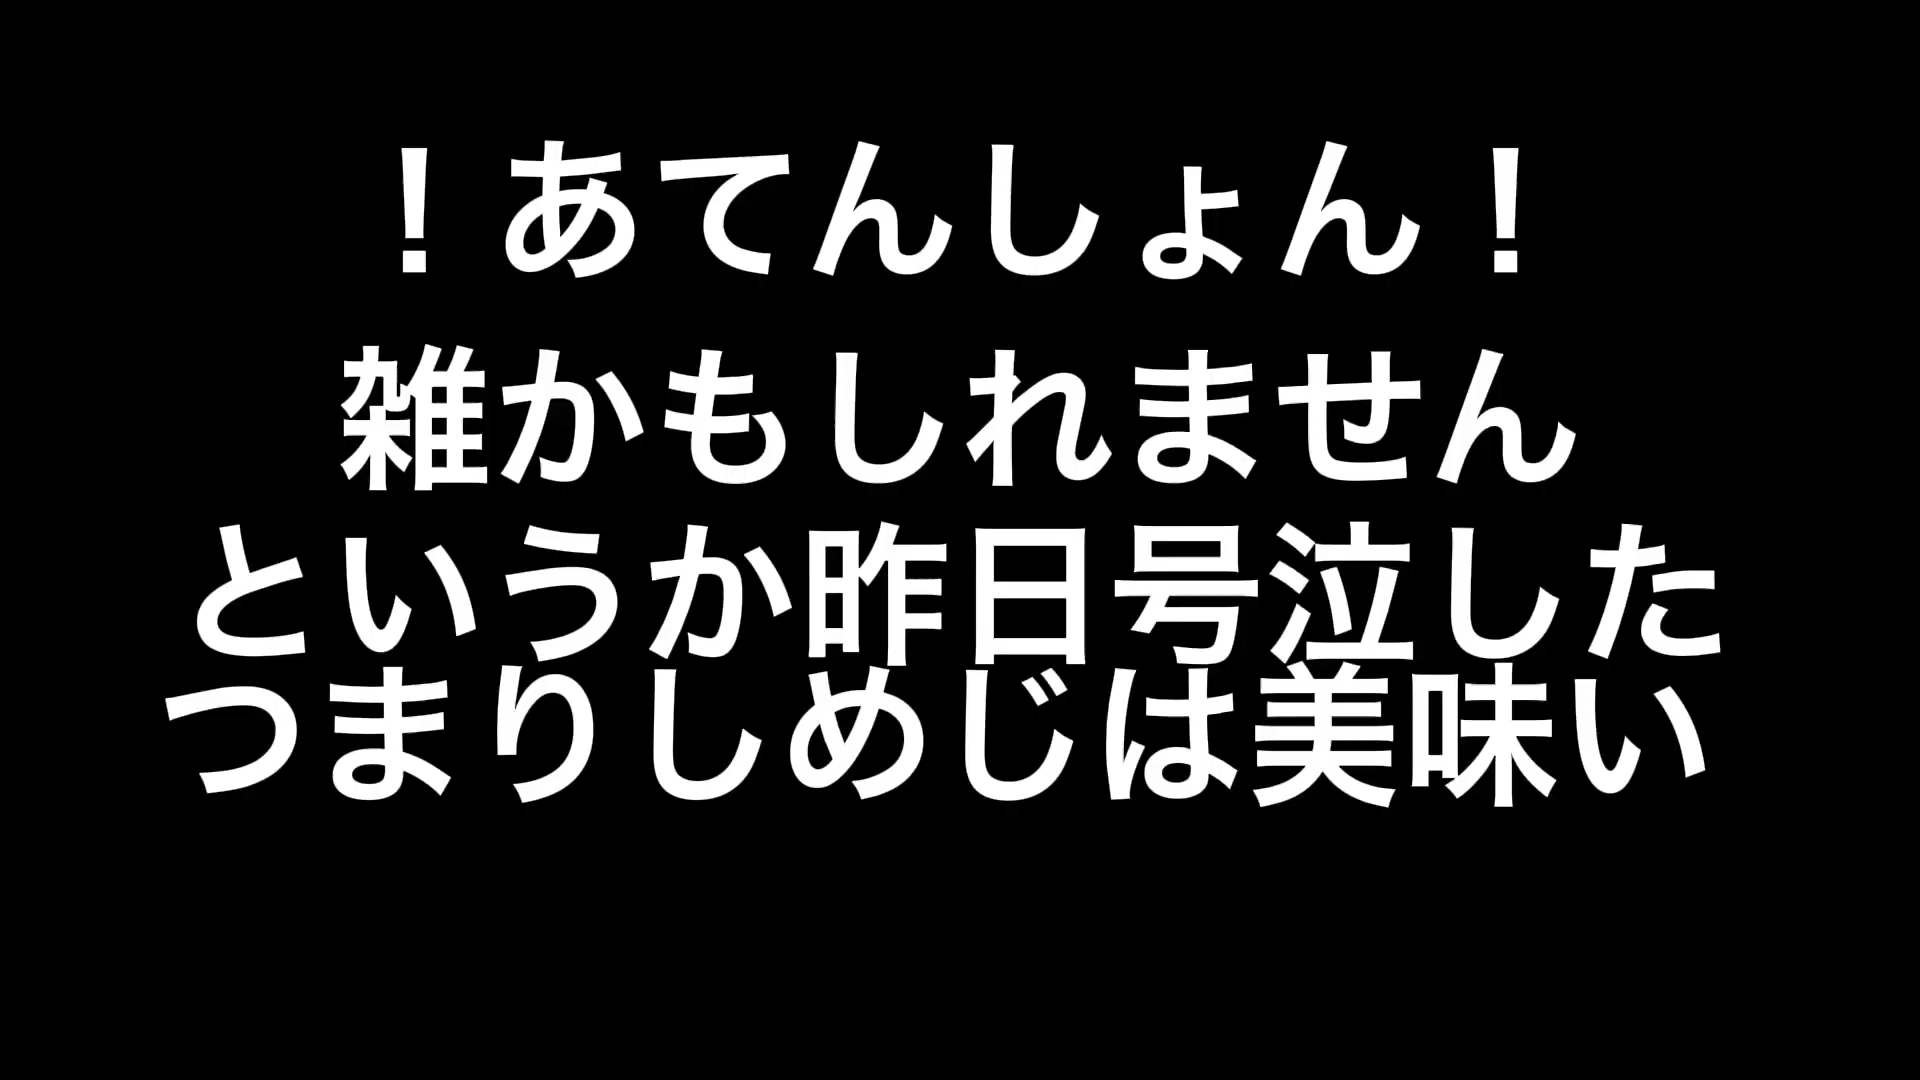 ！あてんしょん！
雑かもしれません
というか昨日号泣した
つまりしめじは美味い